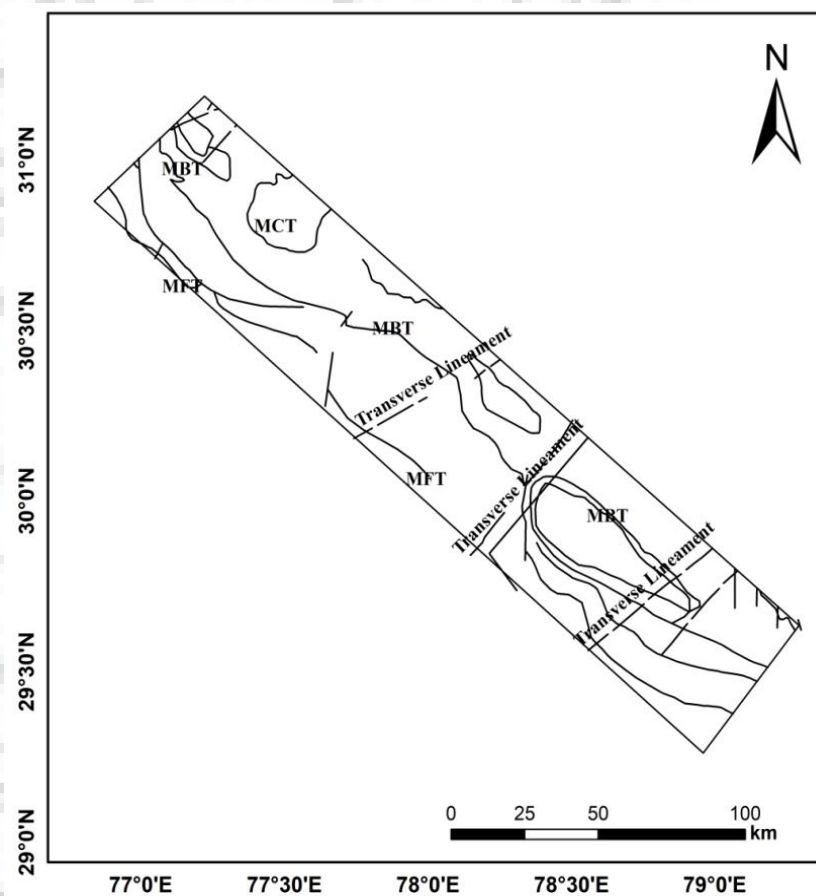 N
31°0'0"N
30°30'N
30°0'N
29°30'N
29°0'N
MBT
MCT
MFT
MBT
Transverse Lineament
MFT
Transverse Lineament
MBT
Transverse Lineament
0 25 50 100
km
77°0'E 77°30'E 78°0'E 78°30'E 79°0'E